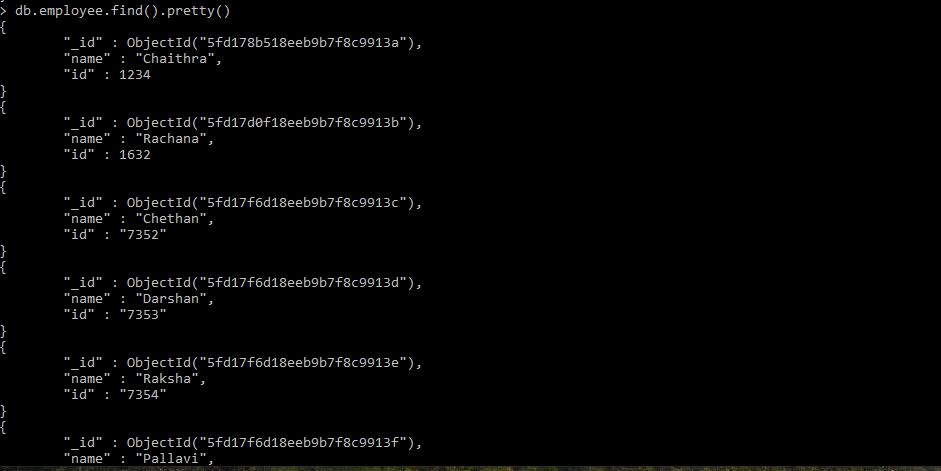 > db.employee.find().pretty()
{
"_id" : ObjectId("5fd178b518eeb9b7f8c9913a"),
"name" : "Chaithra",
"id" : 1234
}
{
"_id" : ObjectId("5fd17d0f18eeb9b7f8c9913b"),
"name" : "Rachana",
"id" : 1632
}
{
"_id" : ObjectId("5fd17f6d18eeb9b7f8c9913c"),
"name" : "Chethan",
"id" : "7352"
}
{
"_id" : ObjectId("5fd17f6d18eeb9b7f8c9913d"),
"name" : "Darshan",
"id" : "7353"
}
{
"_id" : ObjectId("5fd17f6d18eeb9b7f8c9913e"),
"name" : "Raksha",
"id" : "7354"
}
{
"_id" : ObjectId("5fd17f6d18eeb9b7f8c9913f"),
"name" : "Pallavi",